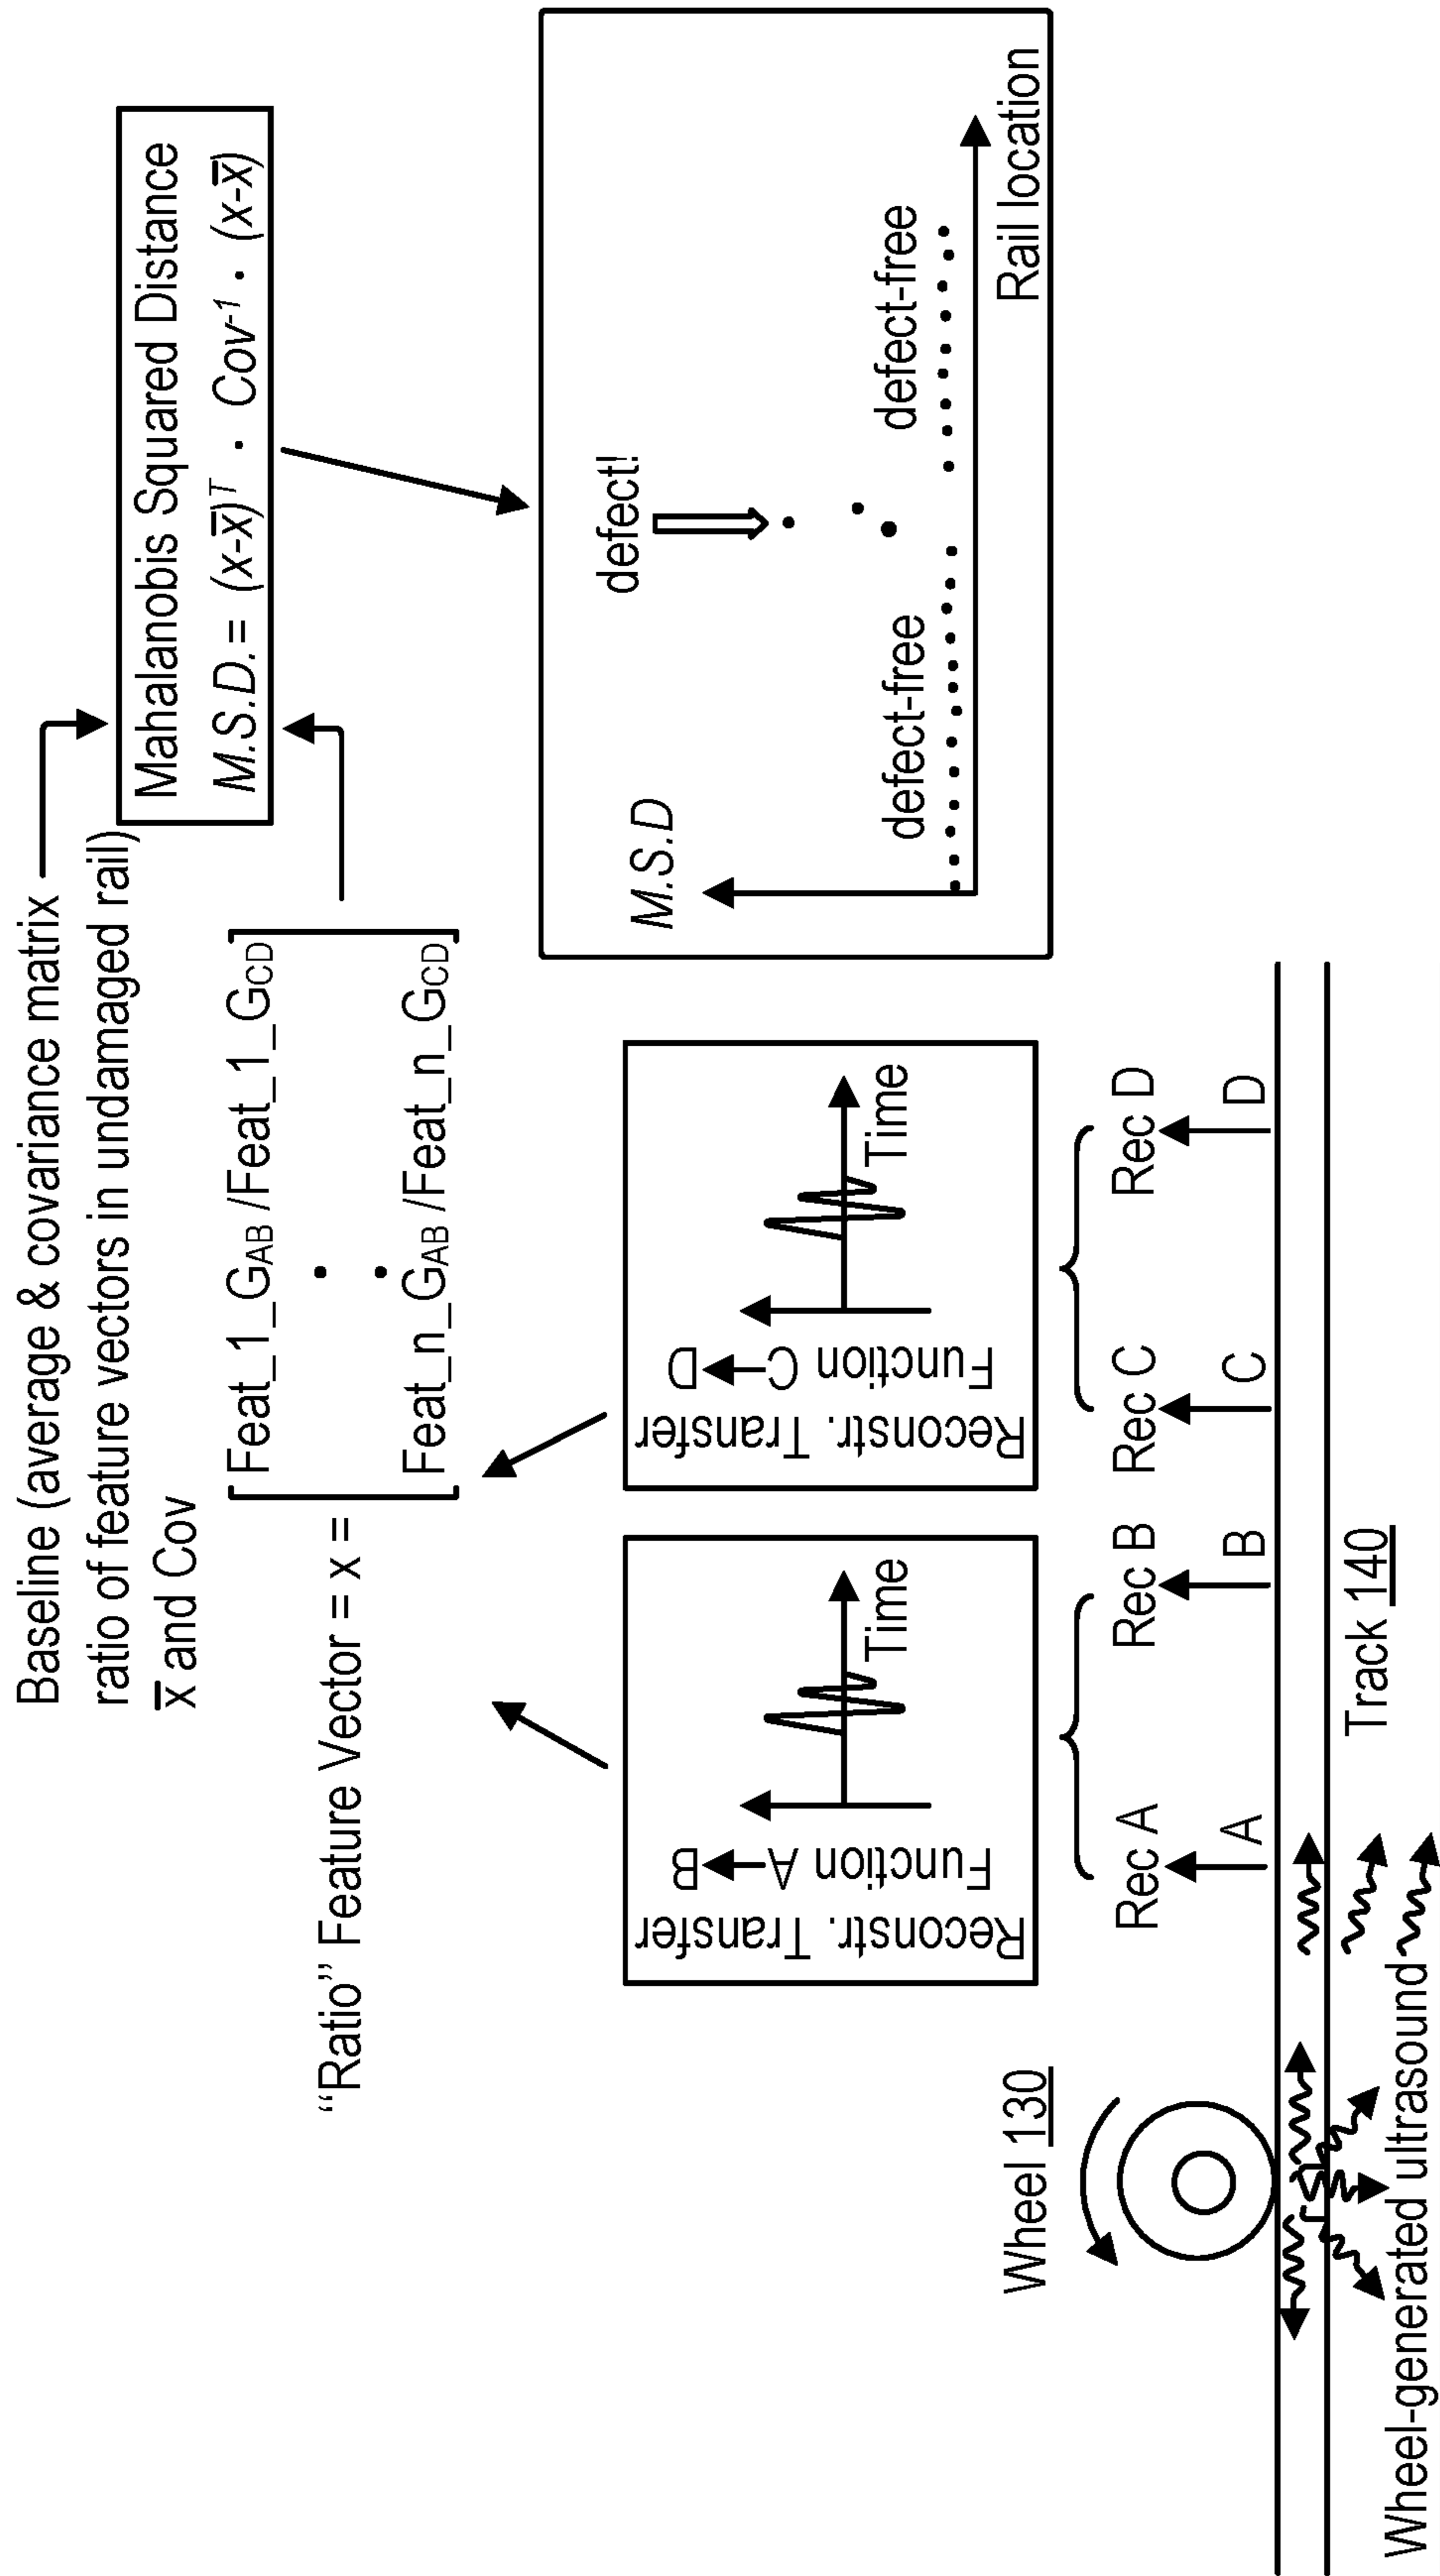 Baseline (average & covariance matrix
ratio of feature vectors in undamaged rail)
x̅ and Cov
Mahalanobis Squared Distance
M.S.D. = (x-x̅)ᵀ · Cov⁻¹ · (x-x̅)
"Ratio" Feature Vector = x =
Feat_1_GAB /Feat_1_GCD
Feat_n_GAB /Feat_n_GCD
Reconstr. Transfer
Function A→B
Time
Reconstr. Transfer
Function C→D
Time
M.S.D
defect!
defect-free
defect-free
Rail location
Rec A
Rec B
Rec C
Rec D
A
B
C
D
Wheel 130
Track 140
Wheel-generated ultrasound